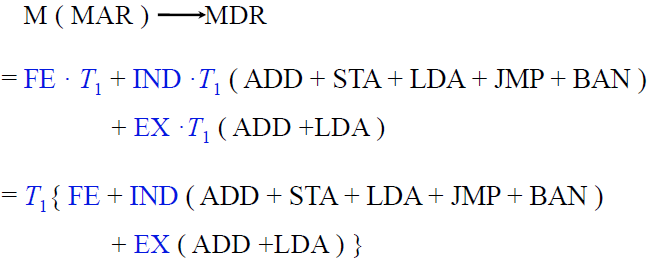 M ( MAR ) ⟶ MDR
= FE · T₁ + IND ·T₁ ( ADD + STA + LDA + JMP + BAN )
+ EX ·T₁ ( ADD +LDA )
= T₁{ FE + IND ( ADD + STA + LDA + JMP + BAN )
+ EX ( ADD +LDA ) }